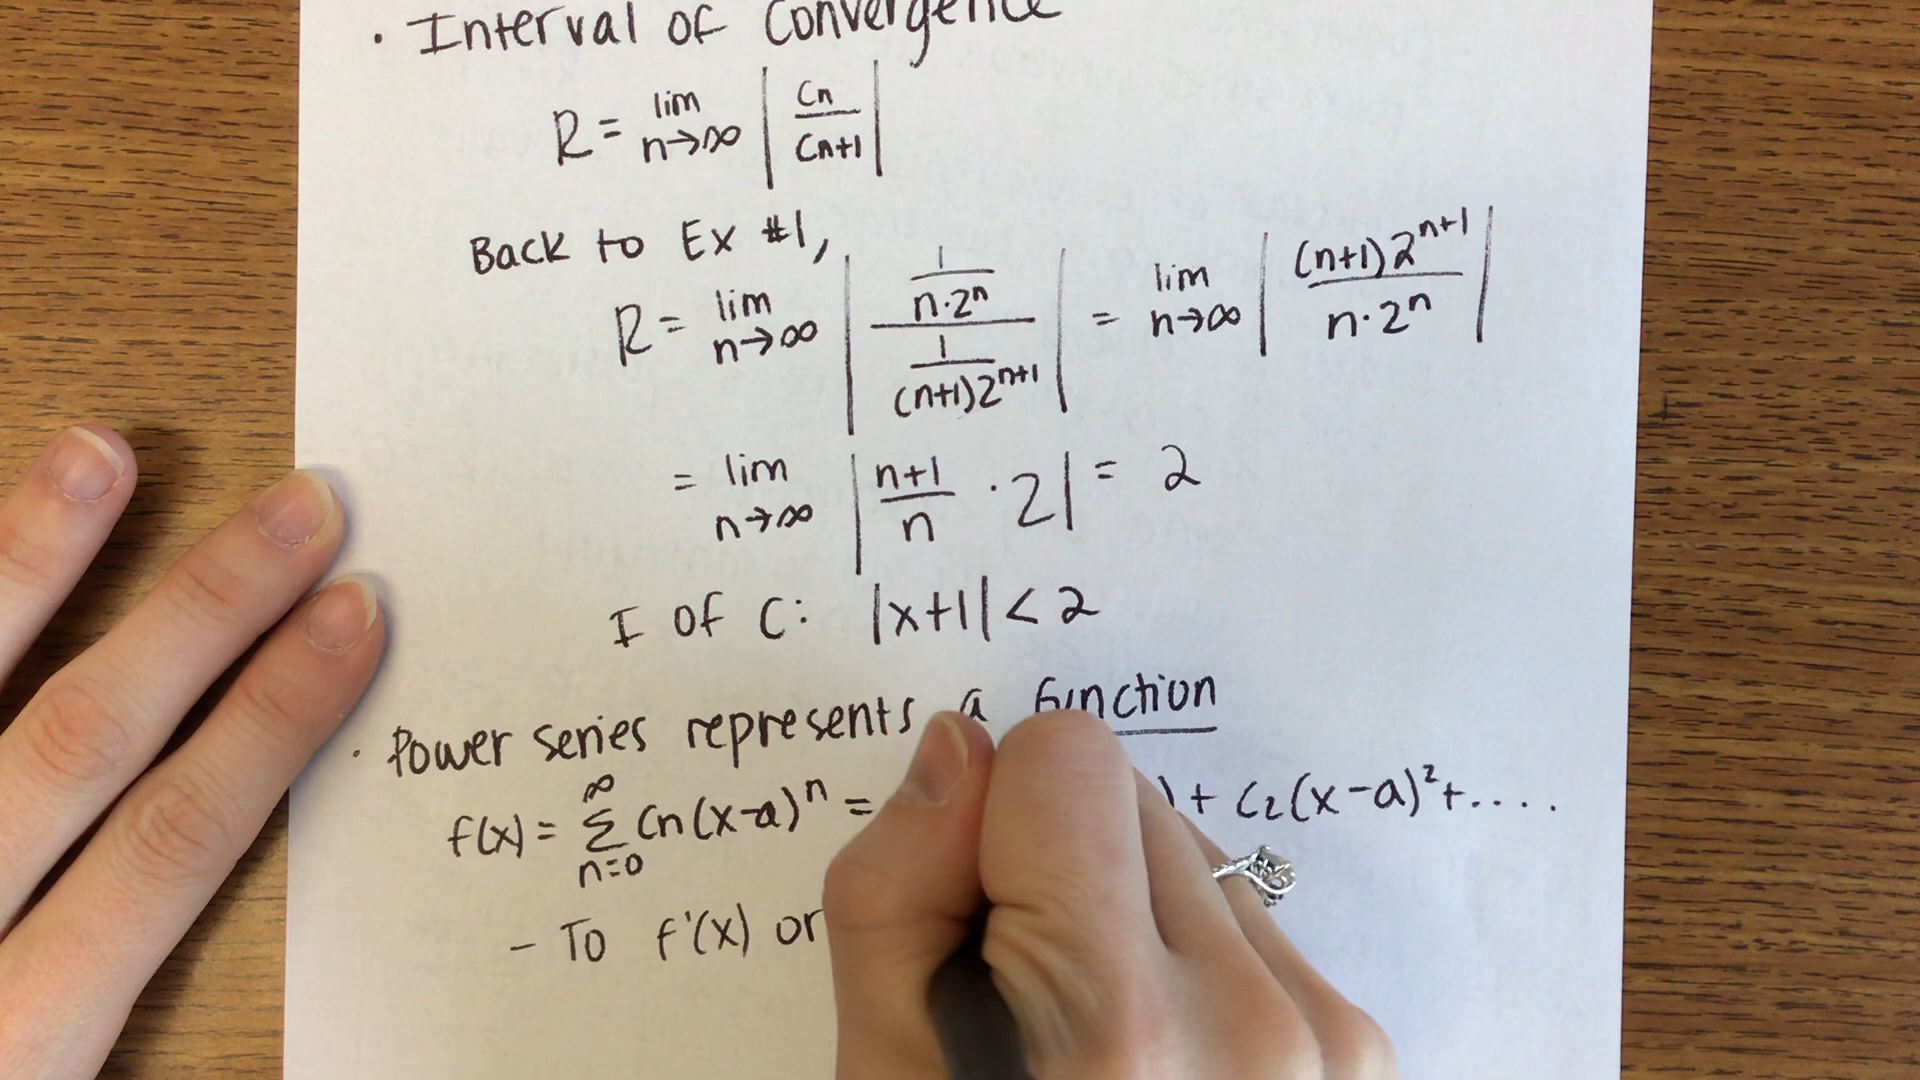 · Interval of Convergence
R = lim n→∞ | Cn / Cn+1 |
Back to Ex #1,
R = lim n→∞ | (1 / n·2^n) / (1 / (n+1)2^(n+1)) | = lim n→∞ | (n+1)2^(n+1) / n·2^n |
= lim n→∞ | n+1 / n · 2 | = 2
I of C: |x+1| < 2
· Power series represents a function
f(x) = ∞ Σ n=0 Cn(x-a)^n = ) + C2(x-a)^2 + ....
- To f'(x) or